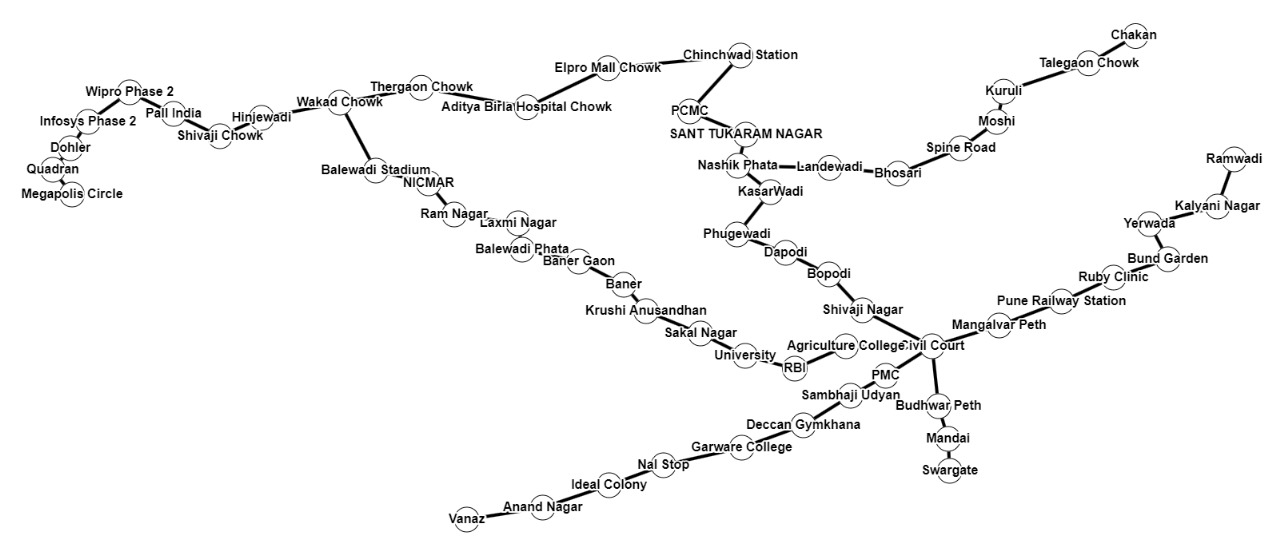 Chakan
Chinchwad Station
Talegaon Chowk
Elpro Mall Chowk
Thergaon Chowk
Wipro Phase 2
Kuruli
Wakad Chowk
Aditya Birla Hospital Chowk
PCMC
Pall India
Hinjewadi
Infosys Phase 2
Moshi
Shivaji Chowk
SANT TUKARAM NAGAR
Dohler
Spine Road
Ramwadi
Nashik Phata
Landewadi
Quadran
Balewadi Stadium
Bhosari
NICMAR
KasarWadi
Megapolis Circle
Kalyani Nagar
Ram Nagar
Laxmi Nagar
Yerwada
Phugewadi
Balewadi Phata
Dapodi
Baner Gaon
Bund Garden
Bopodi
Ruby Clinic
Baner
Pune Railway Station
Krushi Anusandhan
Shivaji Nagar
Mangalvar Peth
Sakal Nagar
Agriculture College
Civil Court
University
RBI
PMC
Sambhaji Udyan
Budhwar Peth
Deccan Gymkhana
Mandai
Garware College
Nal Stop
Swargate
Ideal Colony
Anand Nagar
Vanaz